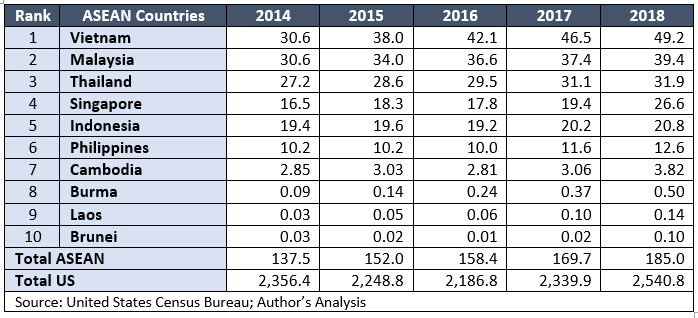 Rank ASEAN Countries 2014 2015 2016 2017 2018
1 Vietnam 30.6 38.0 42.1 46.5 49.2
2 Malaysia 30.6 34.0 36.6 37.4 39.4
3 Thailand 27.2 28.6 29.5 31.1 31.9
4 Singapore 16.5 18.3 17.8 19.4 26.6
5 Indonesia 19.4 19.6 19.2 20.2 20.8
6 Philippines 10.2 10.2 10.0 11.6 12.6
7 Cambodia 2.85 3.03 2.81 3.06 3.82
8 Burma 0.09 0.14 0.24 0.37 0.50
9 Laos 0.03 0.05 0.06 0.10 0.14
10 Brunei 0.03 0.02 0.01 0.02 0.10
Total ASEAN 137.5 152.0 158.4 169.7 185.0
Total US 2,356.4 2,248.8 2,186.8 2,339.9 2,540.8
Source: United States Census Bureau; Author's Analysis